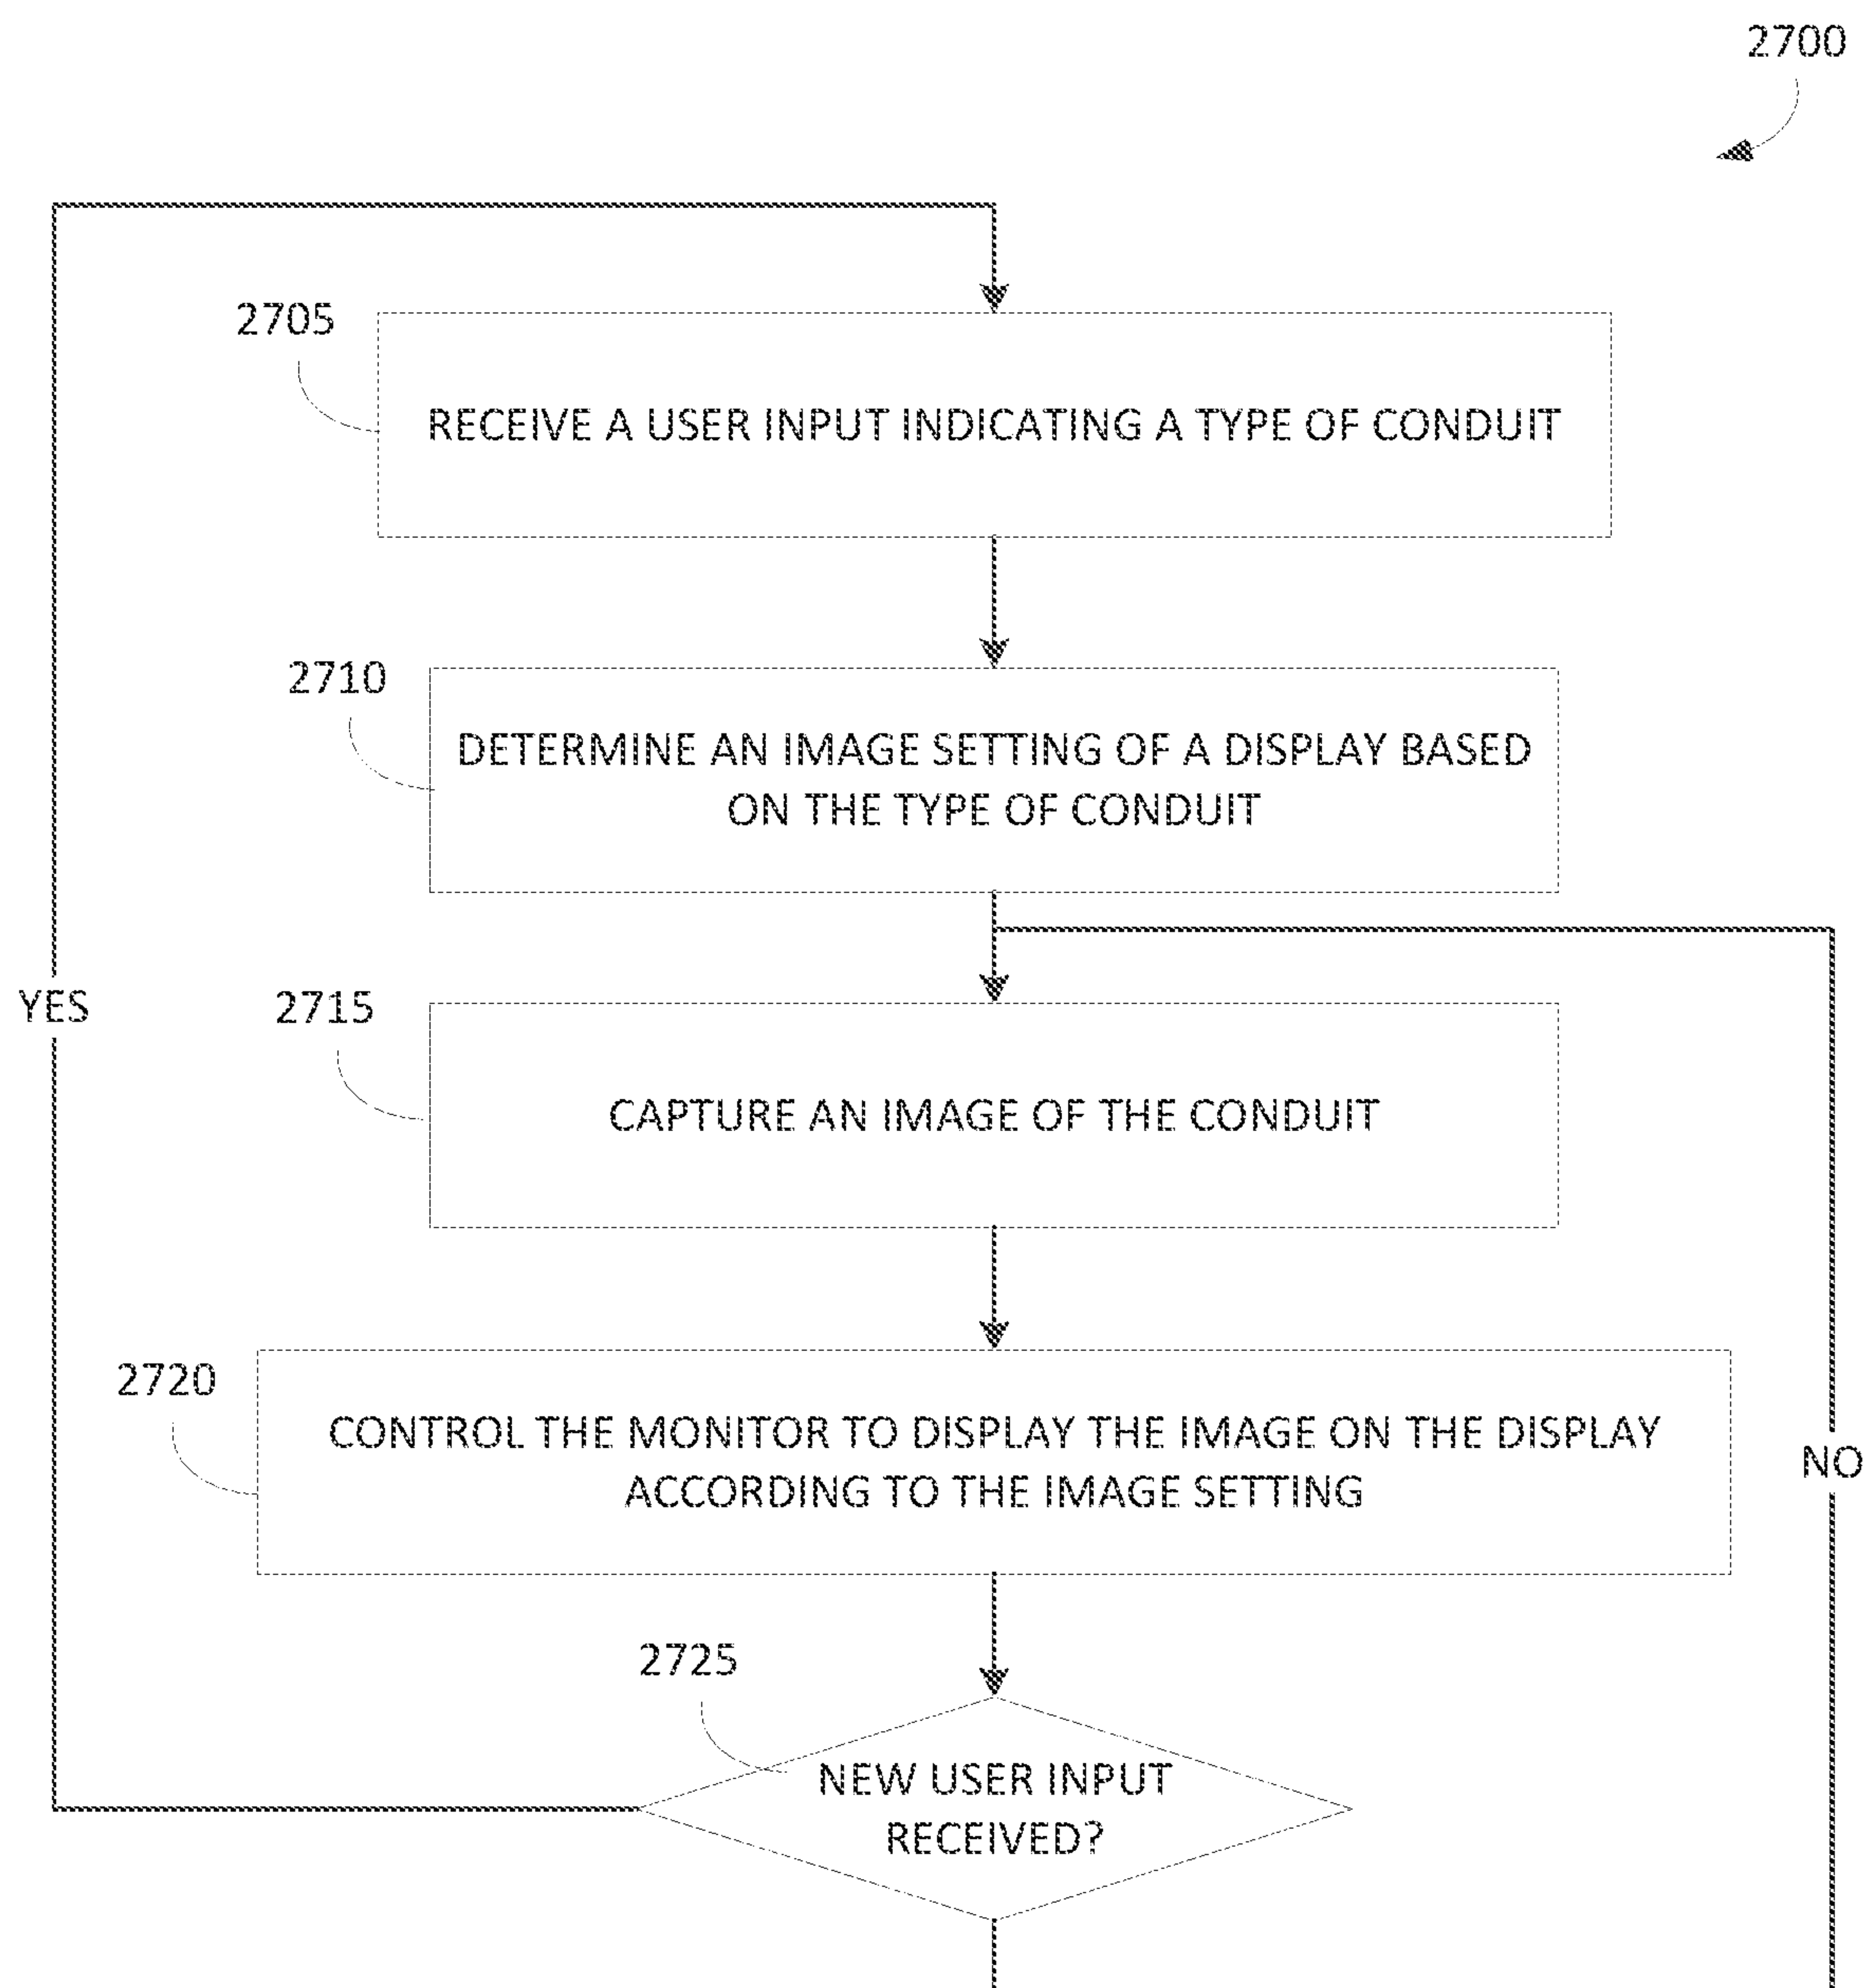 2700
2705
RECEIVE A USER INPUT INDICATING A TYPE OF CONDUIT
2710
DETERMINE AN IMAGE SETTING OF A DISPLAY BASED
ON THE TYPE OF CONDUIT
YES
2715
CAPTURE AN IMAGE OF THE CONDUIT
2720
CONTROL THE MONITOR TO DISPLAY THE IMAGE ON THE DISPLAY
ACCORDING TO THE IMAGE SETTING
NO
2725
NEW USER INPUT
RECEIVED?